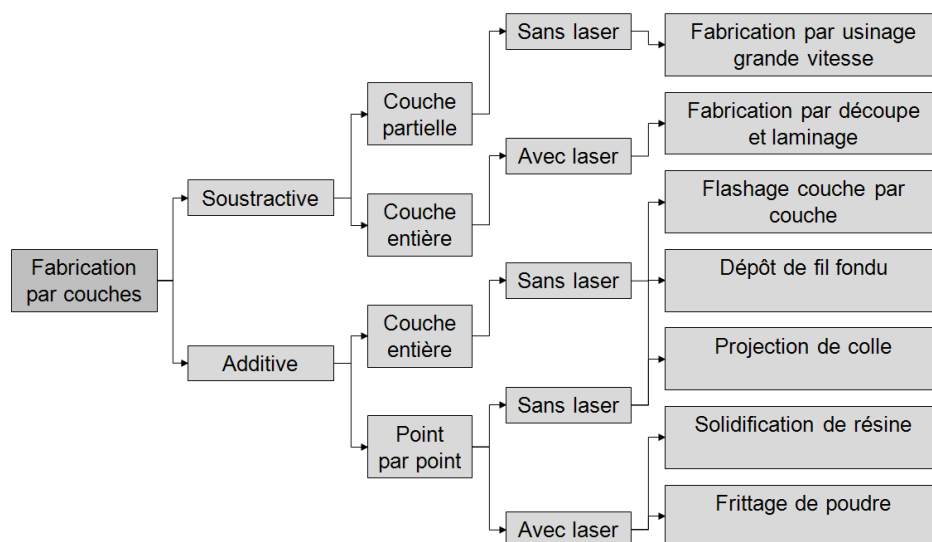 Fabrication
par couches
Soustractive
Additive
Couche
partielle
Couche
entière
Couche
entière
Point
par point
Sans laser
Avec laser
Sans laser
Sans laser
Avec laser
Fabrication par usinage
grande vitesse
Fabrication par découpe
et laminage
Flashage couche par
couche
Dépôt de fil fondu
Projection de colle
Solidification de résine
Frittage de poudre